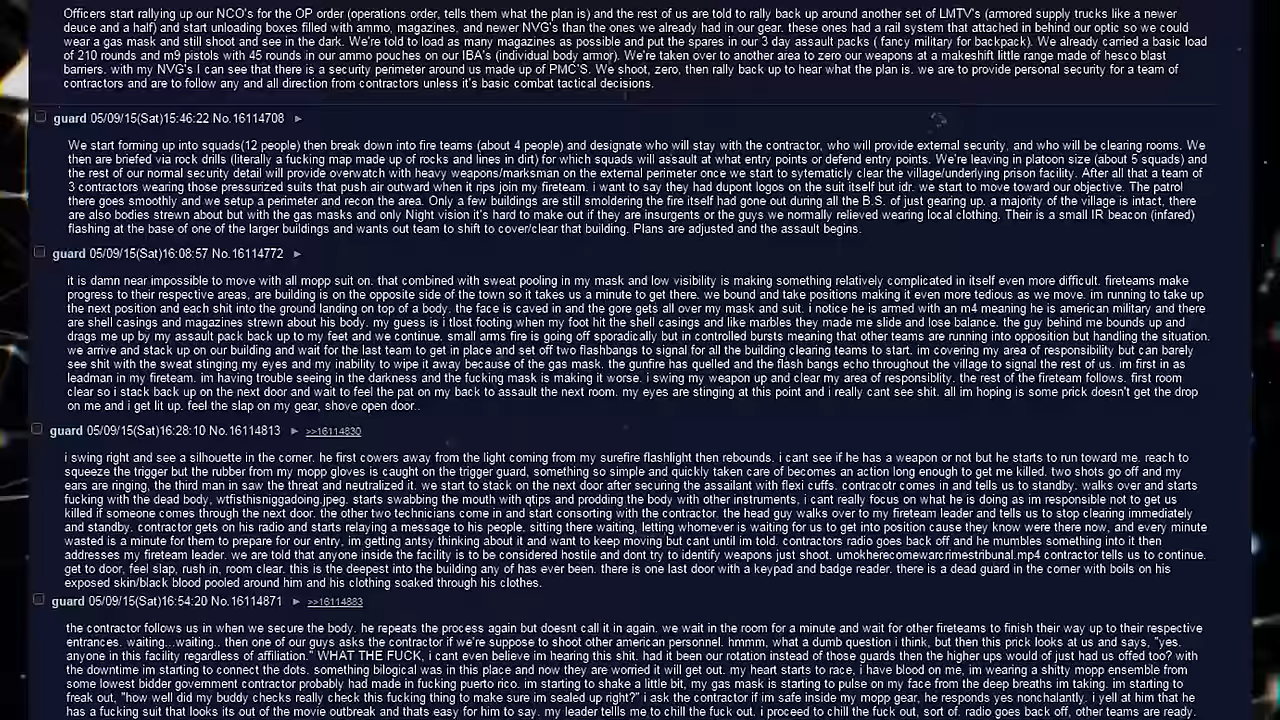 Officers start rallying up our NCO's for the OP order (operations order, tells them what the plan is) and the rest of us are told to rally back up around another set of LMTV's (armored supply trucks like a newer
deuce and a half) and start unloading boxes filled with ammo, magazines, and newer NVG's than the ones we already had in our gear. these ones had a rail system that attached in behind our optic so we could
wear a gas mask and still shoot and see in the dark. We're told to load as many magazines as possible and put the spares in our 3 day assault packs ( fancy military for backpack). We already carried a basic load
of 210 rounds and m9 pistols with 45 rounds in our ammo pouches on our IBA's (individual body armor). We're taken over to another area to zero our weapons at a makeshift little range made of hesco blast
barriers. with my NVG's I can see that there is a security perimeter around us made up of PMC'S. We shoot, zero, then rally back up to hear what the plan is. we are to provide personal security for a team of
contractors and are to follow any and all direction from contractors unless it's basic combat tactical decisions.
guard 05/09/15(Sat)15:46:22 No.16114708 ►
We start forming up into squads(12 people) then break down into fire teams (about 4 people) and designate who will stay with the contractor, who will provide external security, and who will be clearing rooms. We
then are briefed via rock drills (literally a fucking map made up of rocks and lines in dirt) for which squads will assault at what entry points or defend entry points. We're leaving in platoon size (about 5 squads) and
the rest of our normal security detail will provide overwatch with heavy weapons/marksman on the external perimeter once we start to sytematicly clear the village/underlying prison facility. After all that a team of
3 contractors wearing those pressurized suits that push air outward when it rips join my fireteam. i want to say they had dupont logos on the suit itself but idr. we start to move toward our objective. The patrol
there goes smoothly and we setup a perimeter and recon the area. Only a few buildings are still smoldering the fire itself had gone out during all the B.S. of just gearing up. a majority of the village is intact, there
are also bodies strewn about but with the gas masks and only Night vision it's hard to make out if they are insurgents or the guys we normally relieved wearing local clothing. Their is a small IR beacon (infared)
flashing at the base of one of the larger buildings and wants out team to shift to cover/clear that building. Plans are adjusted and the assault begins.
guard 05/09/15(Sat)16:08:57 No.16114772 ►
it is damn near impossible to move with all mopp suit on. that combined with sweat pooling in my mask and low visibility is making something relatively complicated in itself even more difficult. fireteams make
progress to their respective areas, are building is on the opposite side of the town so it takes us a minute to get there. we bound and take positions making it even more tedious as we move. im running to take up
the next position and each shit into the ground landing on top of a body. the face is caved in and the gore gets all over my mask and suit. i notice he is armed with an m4 meaning he is american military and there
are shell casings and magazines strewn about his body. my guess is i tlost footing when my foot hit the shell casings and like marbles they made me slide and lose balance. the guy behind me bounds up and
drags me up by my assault pack back up to my feet and we continue. small arms fire is going off sporadically but in controlled bursts meaning that other teams are running into opposition but handling the situation.
we arrive and stack up on our building and wait for the last team to get in place and set off two flashbangs to signal for all the building clearing teams to start. im covering my area of responsibility but can barely
see shit with the sweat stinging my eyes and my inability to wipe it away because of the gas mask. the gunfire has quelled and the flash bangs echo throughout the village to signal the rest of us. im first in as
leadman in my fireteam. im having trouble seeing in the darkness and the fucking mask is making it worse. i swing my weapon up and clear my area of responsiblity. the rest of the fireteam follows. first room
clear so i stack back up on the next door and wait to feel the pat on my back to assault the next room. my eyes are stinging at this point and i really cant see shit. all im hoping is some prick doesn't get the drop
on me and i get lit up. feel the slap on my gear, shove open door..
guard 05/09/15(Sat)16:28:10 No.16114813 ► >>16114830
i swing right and see a silhouette in the corner. he first cowers away from the light coming from my surefire flashlight then rebounds. i cant see if he has a weapon or not but he starts to run toward me. reach to
squeeze the trigger but the rubber from my mopp gloves is caught on the trigger guard, something so simple and quickly taken care of becomes an action long enough to get me killed. two shots go off and my
ears are ringing, the third man in saw the threat and neutralized it. we start to stack on the next door after securing the assailant with flexi cuffs. contracotr comes in and tells us to standby. walks over and starts
fucking with the dead body, wtfisthisniggadoing.jpeg. starts swabbing the mouth with qtips and prodding the body with other instruments, i cant really focus on what he is doing as im responsible not to get us
killed if someone comes through the next door. the other two technicians come in and start consorting with the contractor. the head guy walks over to my fireteam leader and tells us to stop clearing immediately
and standby. contractor gets on his radio and starts relaying a message to his people. sitting there waiting, letting whomever is waiting for us to get into position cause they know were there now, and every minute
wasted is a minute for them to prepare for our entry, im getting antsy thinking about it and want to keep moving but cant until im told. contractors radio goes back off and he mumbles something into it then
addresses my fireteam leader. we are told that anyone inside the facility is to be considered hostile and dont try to identify weapons just shoot. umokherecomewarcrimestribunal.mp4 contractor tells us to continue.
get to door, feel slap, rush in, room clear. this is the deepest into the building any of has ever been. there is one last door with a keypad and badge reader. there is a dead guard in the corner with boils on his
exposed skin/black blood pooled around him and his clothing soaked through his clothes.
guard 05/09/15(Sat)16:54:20 No.16114871 ► >>16114883
the contractor follows us in when we secure the body. he repeats the process again but doesnt call it in again. we wait in the room for a minute and wait for other fireteams to finish their way up to their respective
entrances. waiting...waiting.. then one of our guys asks the contractor if we're suppose to shoot other american personnel. hmmm, what a dumb question i think, but then this prick looks at us and says, "yes.
anyone in this facility regardless of affiliation." WHAT THE FUCK, i cant even believe im hearing this shit. had it been our rotation instead of those guards then the higher ups would of just had us offed too? with
the downtime im starting to connect the dots. something bilogical was in this place and now they are worried it will get out. my heart starts to race, i have blood on me, im wearing a shitty mopp ensemble from
some lowest bidder government contractor probably had made in fucking puerto rico. im starting to shake a little bit, my gas mask is starting to pulse on my face from the deep breaths im taking. im starting to
freak out, "how well did my buddy checks really check this fucking thing to make sure im sealed up right?" i ask the contractor if im safe inside my mopp gear, he responds yes nonchalantly. i yell at him that he
has a fucking suit that looks its out of the movie outbreak and thats easy for him to say. my leader tells me to chill the fuck out. i proceed to chill the fuck out, sort of. radio goes back off, other teams are ready.